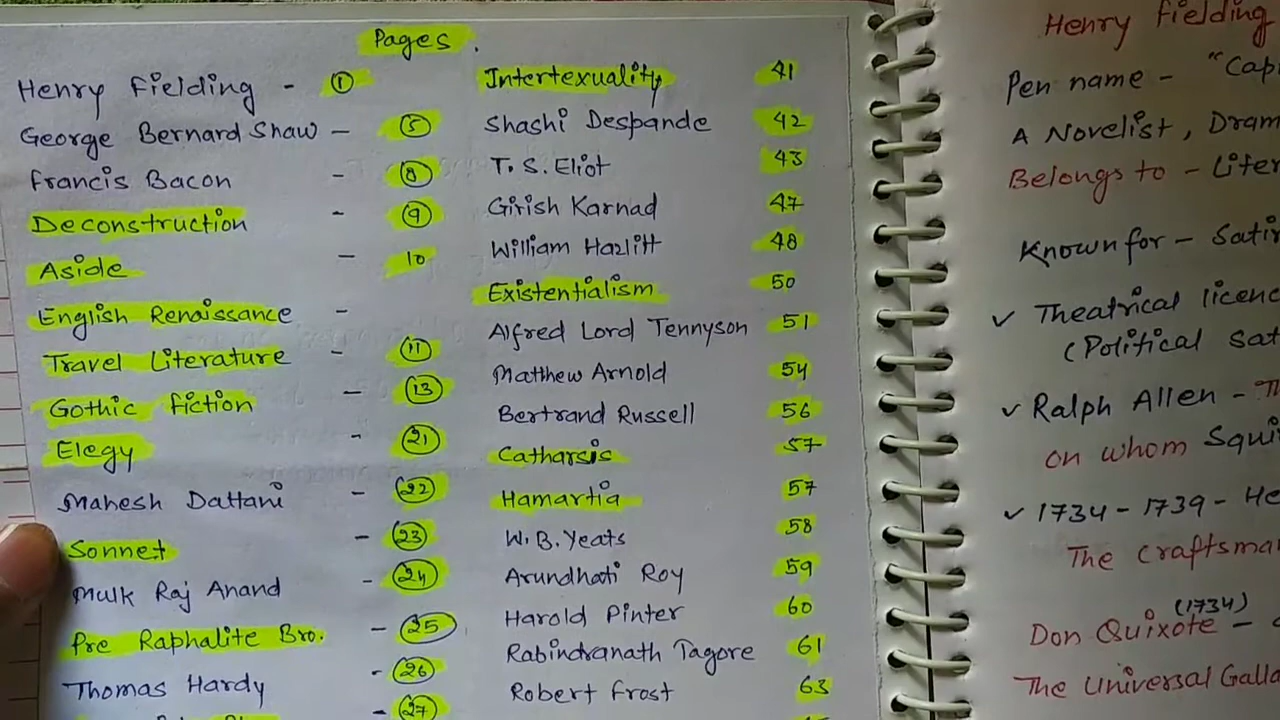 Pages.
Henry Fielding - 1
George Bernard Shaw - 5
Francis Bacon - 8
Deconstruction - 9
Aside - 10
English Renaissance -
Travel Literature - 11
Gothic Fiction - 13
Elegy - 21
Mahesh Dattani - 22
Sonnet - 23
Mulk Raj Anand - 24
Pre Raphalite Bro. - 25
Thomas Hardy - 26
- 27
Intertexuality 41
Shashi Despande 42
T. S. Eliot 43
Girish Karnad 47
William Hazlitt 48
Existentialism 50
Alfred Lord Tennyson 51
Matthew Arnold 54
Bertrand Russell 56
Catharsis 57
Hamartia 57
W. B. Yeats 58
Arundhati Roy 59
Harold Pinter 60
Rabindranath Tagore 61
Robert Frost 63
Henry Fielding
Pen name - "Cap
A Novelist, Dram
Belongs to - Liter
Known for - Sati
✓ Theatrical licenc
(Political Sat
✓ Ralph Allen - T
on whom Squi
✓ 1734 - 1739 - He
The Craftsma
(1734)
Don Quixote -
The Universal Galla